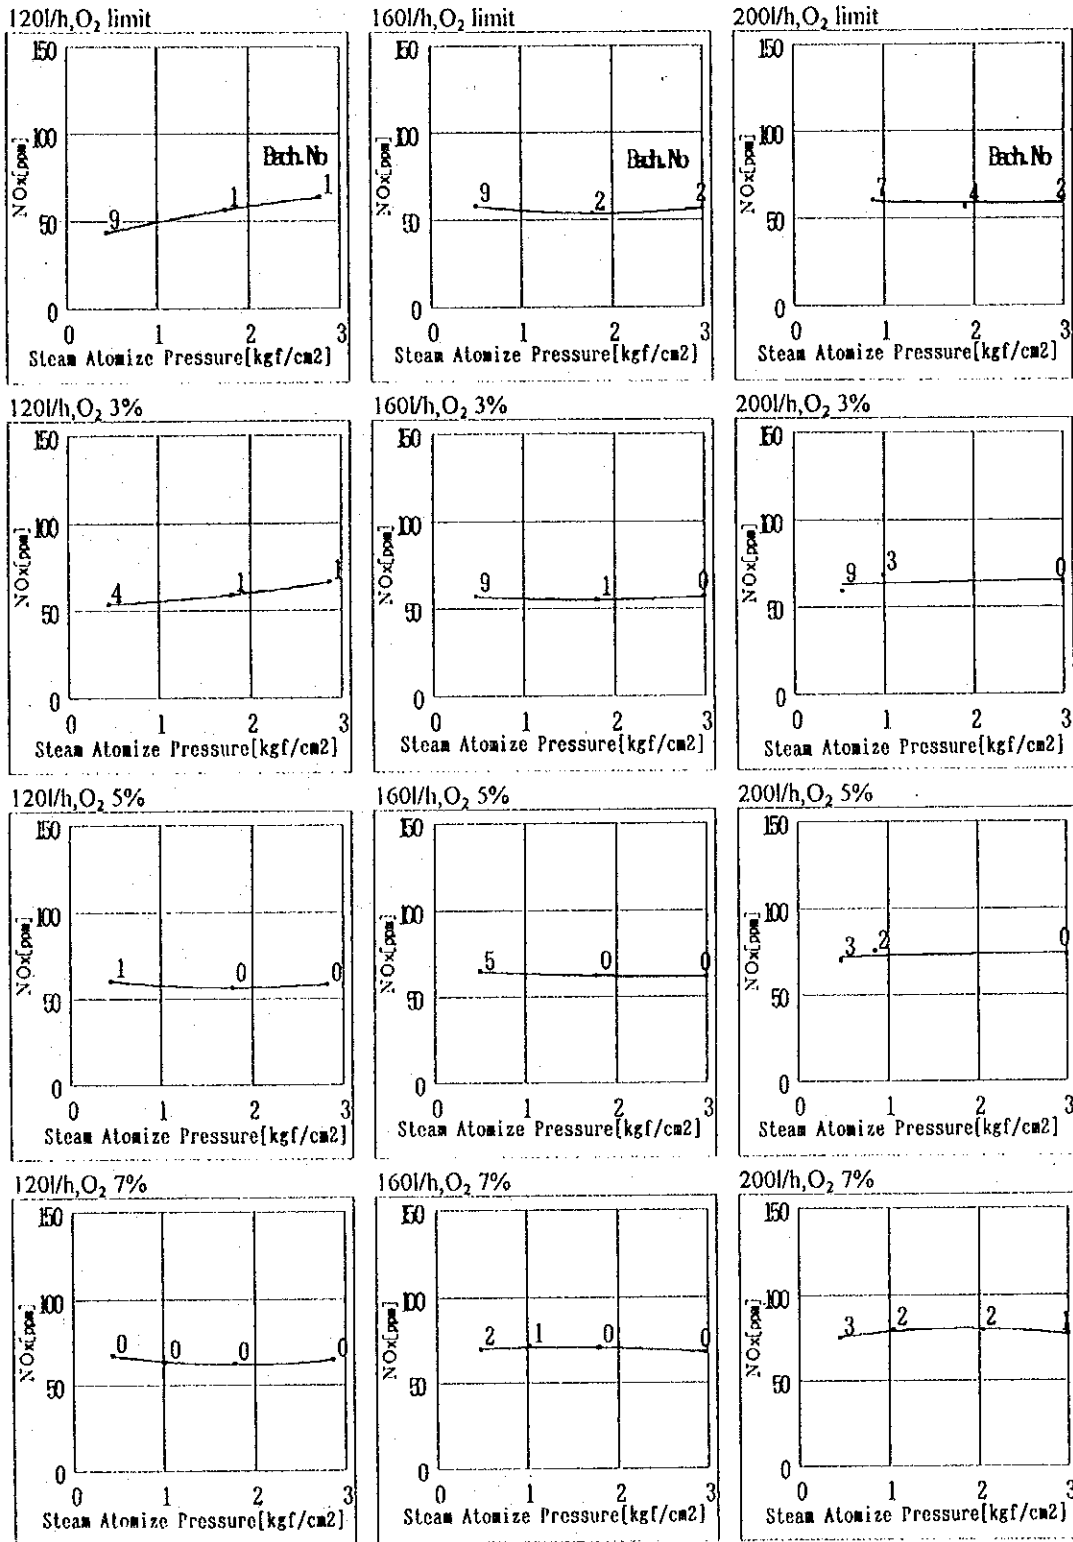 120l/h,O₂ limit
150
100
50
0
NOx[ppm]
Bach.No
9
1
1
0 1 2 3
Steam Atomize Pressure[kgf/cm2]
160l/h,O₂ limit
150
100
50
0
NOx[ppm]
Bach.No
9
2
2
0 1 2 3
Steam Atomize Pressure[kgf/cm2]
200l/h,O₂ limit
150
100
50
0
NOx[ppm]
Bach.No
7
4
2
0 1 2 3
Steam Atomize Pressure[kgf/cm2]
120l/h,O₂ 3%
150
100
50
0
NOx[ppm]
4
1
1
0 1 2 3
Steam Atomize Pressure[kgf/cm2]
160l/h,O₂ 3%
150
100
50
0
NOx[ppm]
9
1
0
0 1 2 3
Steam Atomize Pressure[kgf/cm2]
200l/h,O₂ 3%
150
100
50
0
NOx[ppm]
9
3
0
0 1 2 3
Steam Atomize Pressure[kgf/cm2]
120l/h,O₂ 5%
150
100
50
0
NOx[ppm]
1
0
0
0 1 2 3
Steam Atomize Pressure[kgf/cm2]
160l/h,O₂ 5%
150
100
50
0
NOx[ppm]
5
0
0
0 1 2 3
Steam Atomize Pressure[kgf/cm2]
200l/h,O₂ 5%
150
100
50
0
NOx[ppm]
3
2
0
0 1 2 3
Steam Atomize Pressure[kgf/cm2]
120l/h,O₂ 7%
150
100
50
0
NOx[ppm]
0
0
0
0
0 1 2 3
Steam Atomize Pressure[kgf/cm2]
160l/h,O₂ 7%
150
100
50
0
NOx[ppm]
2
1
0
0
0 1 2 3
Steam Atomize Pressure[kgf/cm2]
200l/h,O₂ 7%
150
100
50
0
NOx[ppm]
3
2
2
1
0 1 2 3
Steam Atomize Pressure[kgf/cm2]